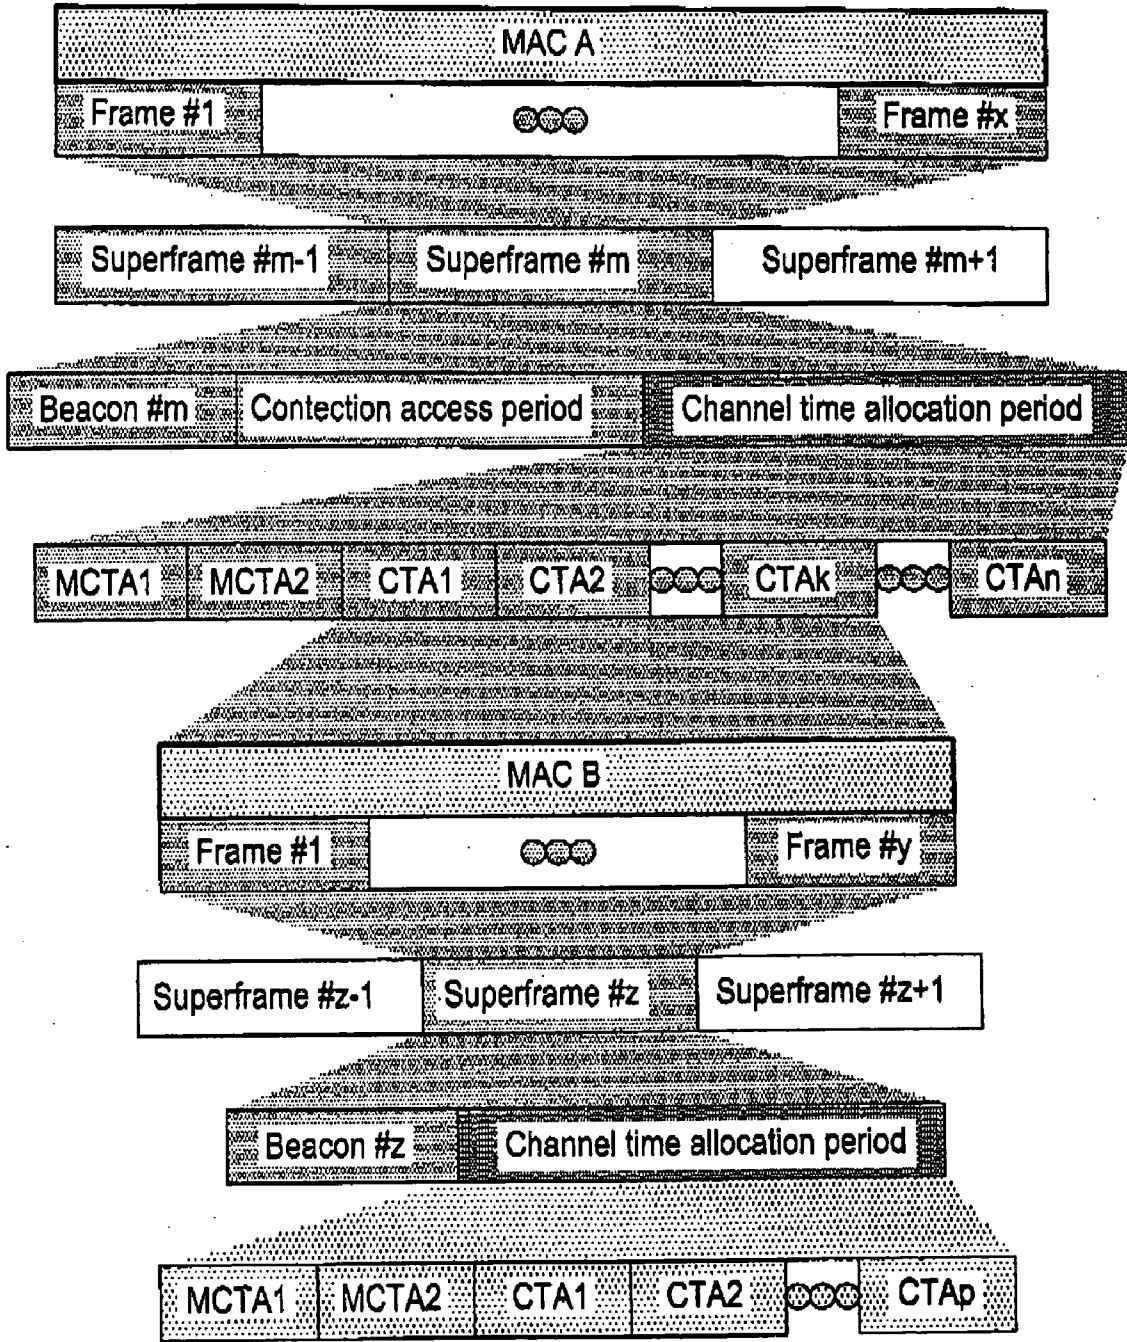 MAC A
Frame #1 Frame #x
Superframe #m-1 Superframe #m Superframe #m+1
Beacon #m Contection access period Channel time allocation period
MCTA1 MCTA2 CTA1 CTA2 CTAk CTAn
MAC B
Frame #1 Frame #y
Superframe #z-1 Superframe #z Superframe #z+1
Beacon #z Channel time allocation period
MCTA1 MCTA2 CTA1 CTA2 CTAp